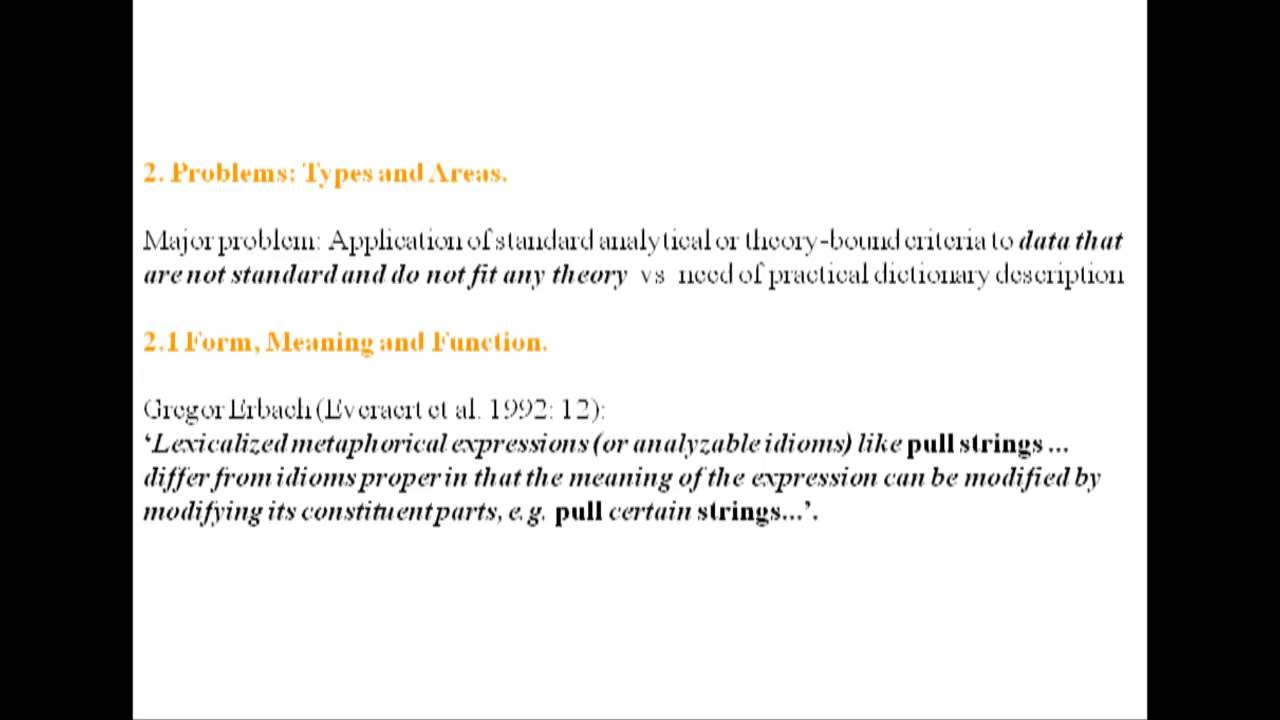 2. Problems: Types and Areas.
Major problem: Application of standard analytical or theory-bound criteria to data that
are not standard and do not fit any theory vs need of practical dictionary description
2.1 Form, Meaning and Function.
Gregor Erbach (Everaert et al. 1992: 12):
‘Lexicalized metaphorical expressions (or analyzable idioms) like pull strings ...
differ from idioms proper in that the meaning of the expression can be modified by
modifying its constituent parts, e.g. pull certain strings...’.